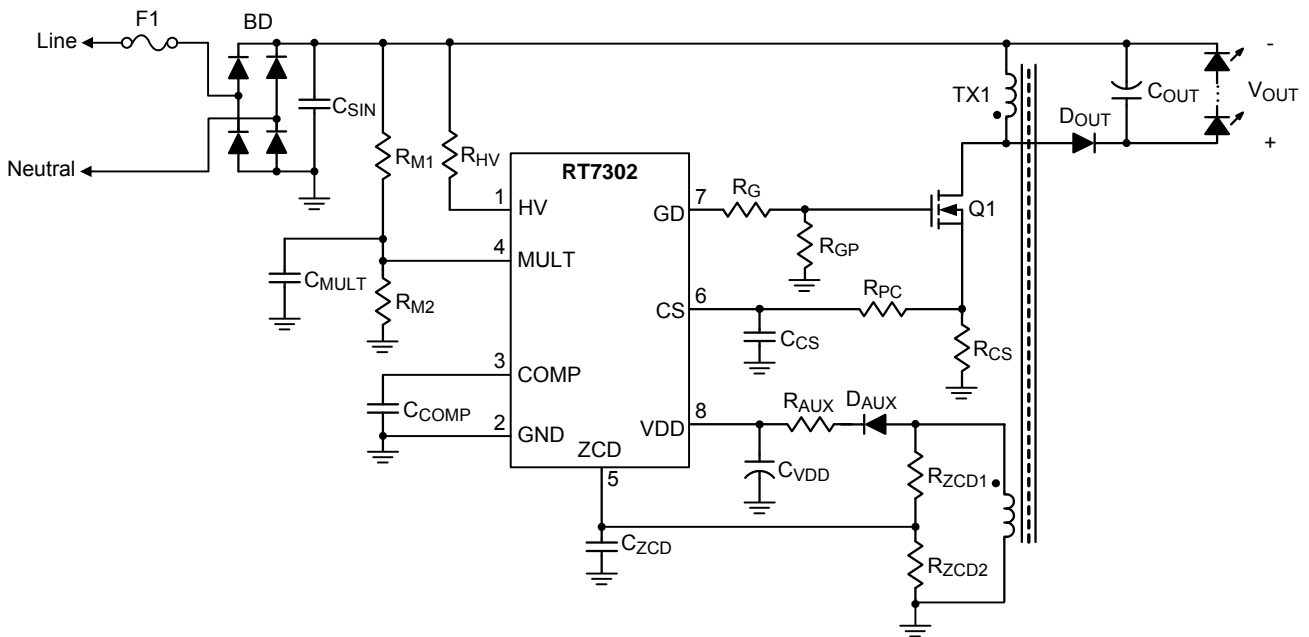 F1
BD
Line
Neutral
CSIN
RM1
RHV
CMULT
RM2
CCOMP
RT7302
1 HV
4 MULT
3 COMP
2 GND
ZCD
5
7 GD
6 CS
8 VDD
RG
RGP
Q1
RPC
CCS
RCS
RAUX
DAUX
CVDD
RZCD1
RZCD2
CZCD
TX1
DOUT
COUT
-
VOUT
+